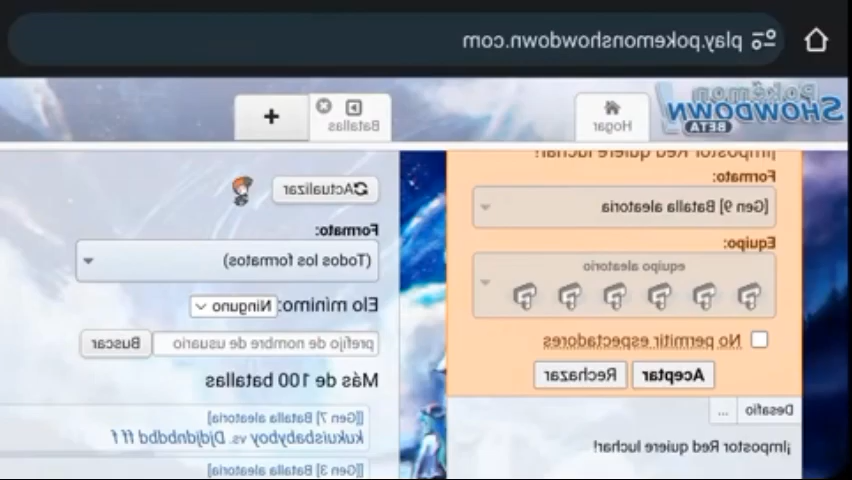 play.pokemonshowdown.com
Pokémon
SHOWDOWN!
BETA
Hogar
Batallas
+
¡Impostor Red quiere luchar!
Formato:
[Gen 9] Batalla aleatoria
Equipo:
equipo aleatorio
No permitir espectadores
Aceptar
Rechazar
Desafío
...
¡Impostor Red quiere luchar!
Actualizar
Formato:
(Todos los formatos)
Elo mínimo: Ninguno
prefijo de nombre de usuario
Buscar
Más de 100 batallas
[[Gen 7] Batalla aleatoria]
kukuisbabyboy vs. Djdjdnbdbd ff f
[[Gen 3] Batalla aleatoria]